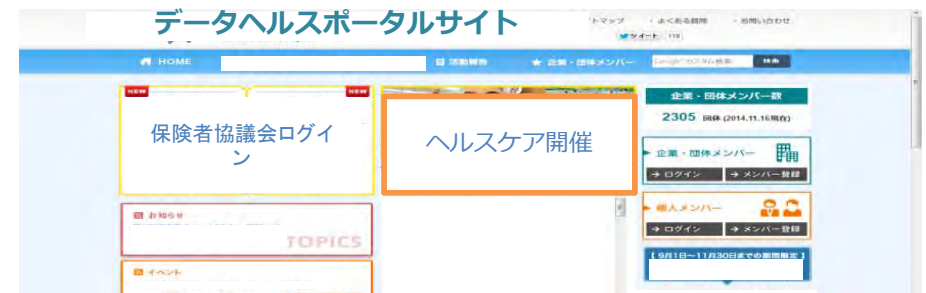 データヘルスポータルサイト
トマップ ・よくある質問 ・お問い合わせ
ツイート 119
HOME
活動報告
★ 企業・団体メンバー
検索
NEW
NEW
保険者協議会ログイ
ン
ヘルスケア開催
企業・団体メンバー数
2305 団体 (2014.11.16現在)
企業・団体メンバー
→ ログイン → メンバー登録
個人メンバー
→ ログイン → メンバー登録
【9月1日~11月30日までの期間限定】
お知らせ
TOPICS
イベント